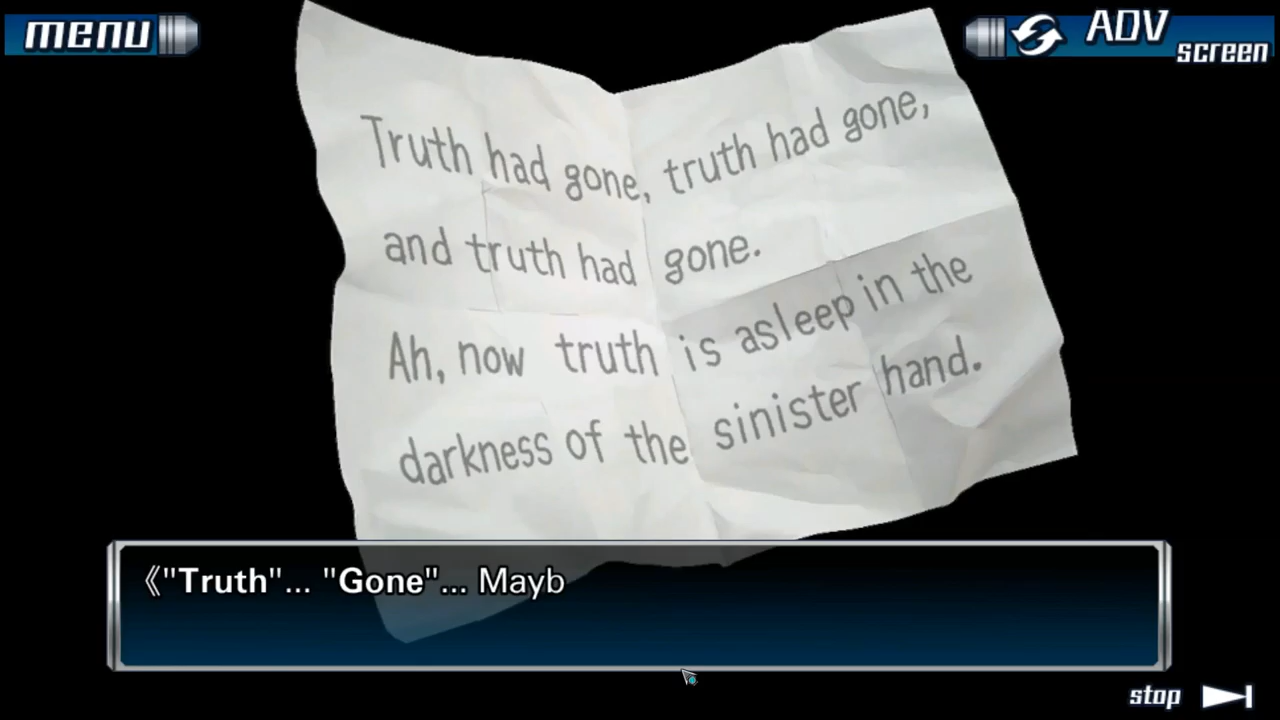 menu
ADV
screen
Truth had gone, truth had gone,
and truth had gone.
Ah, now truth is asleep in the
darkness of the sinister hand.
《"Truth"... "Gone"... Mayb
stop